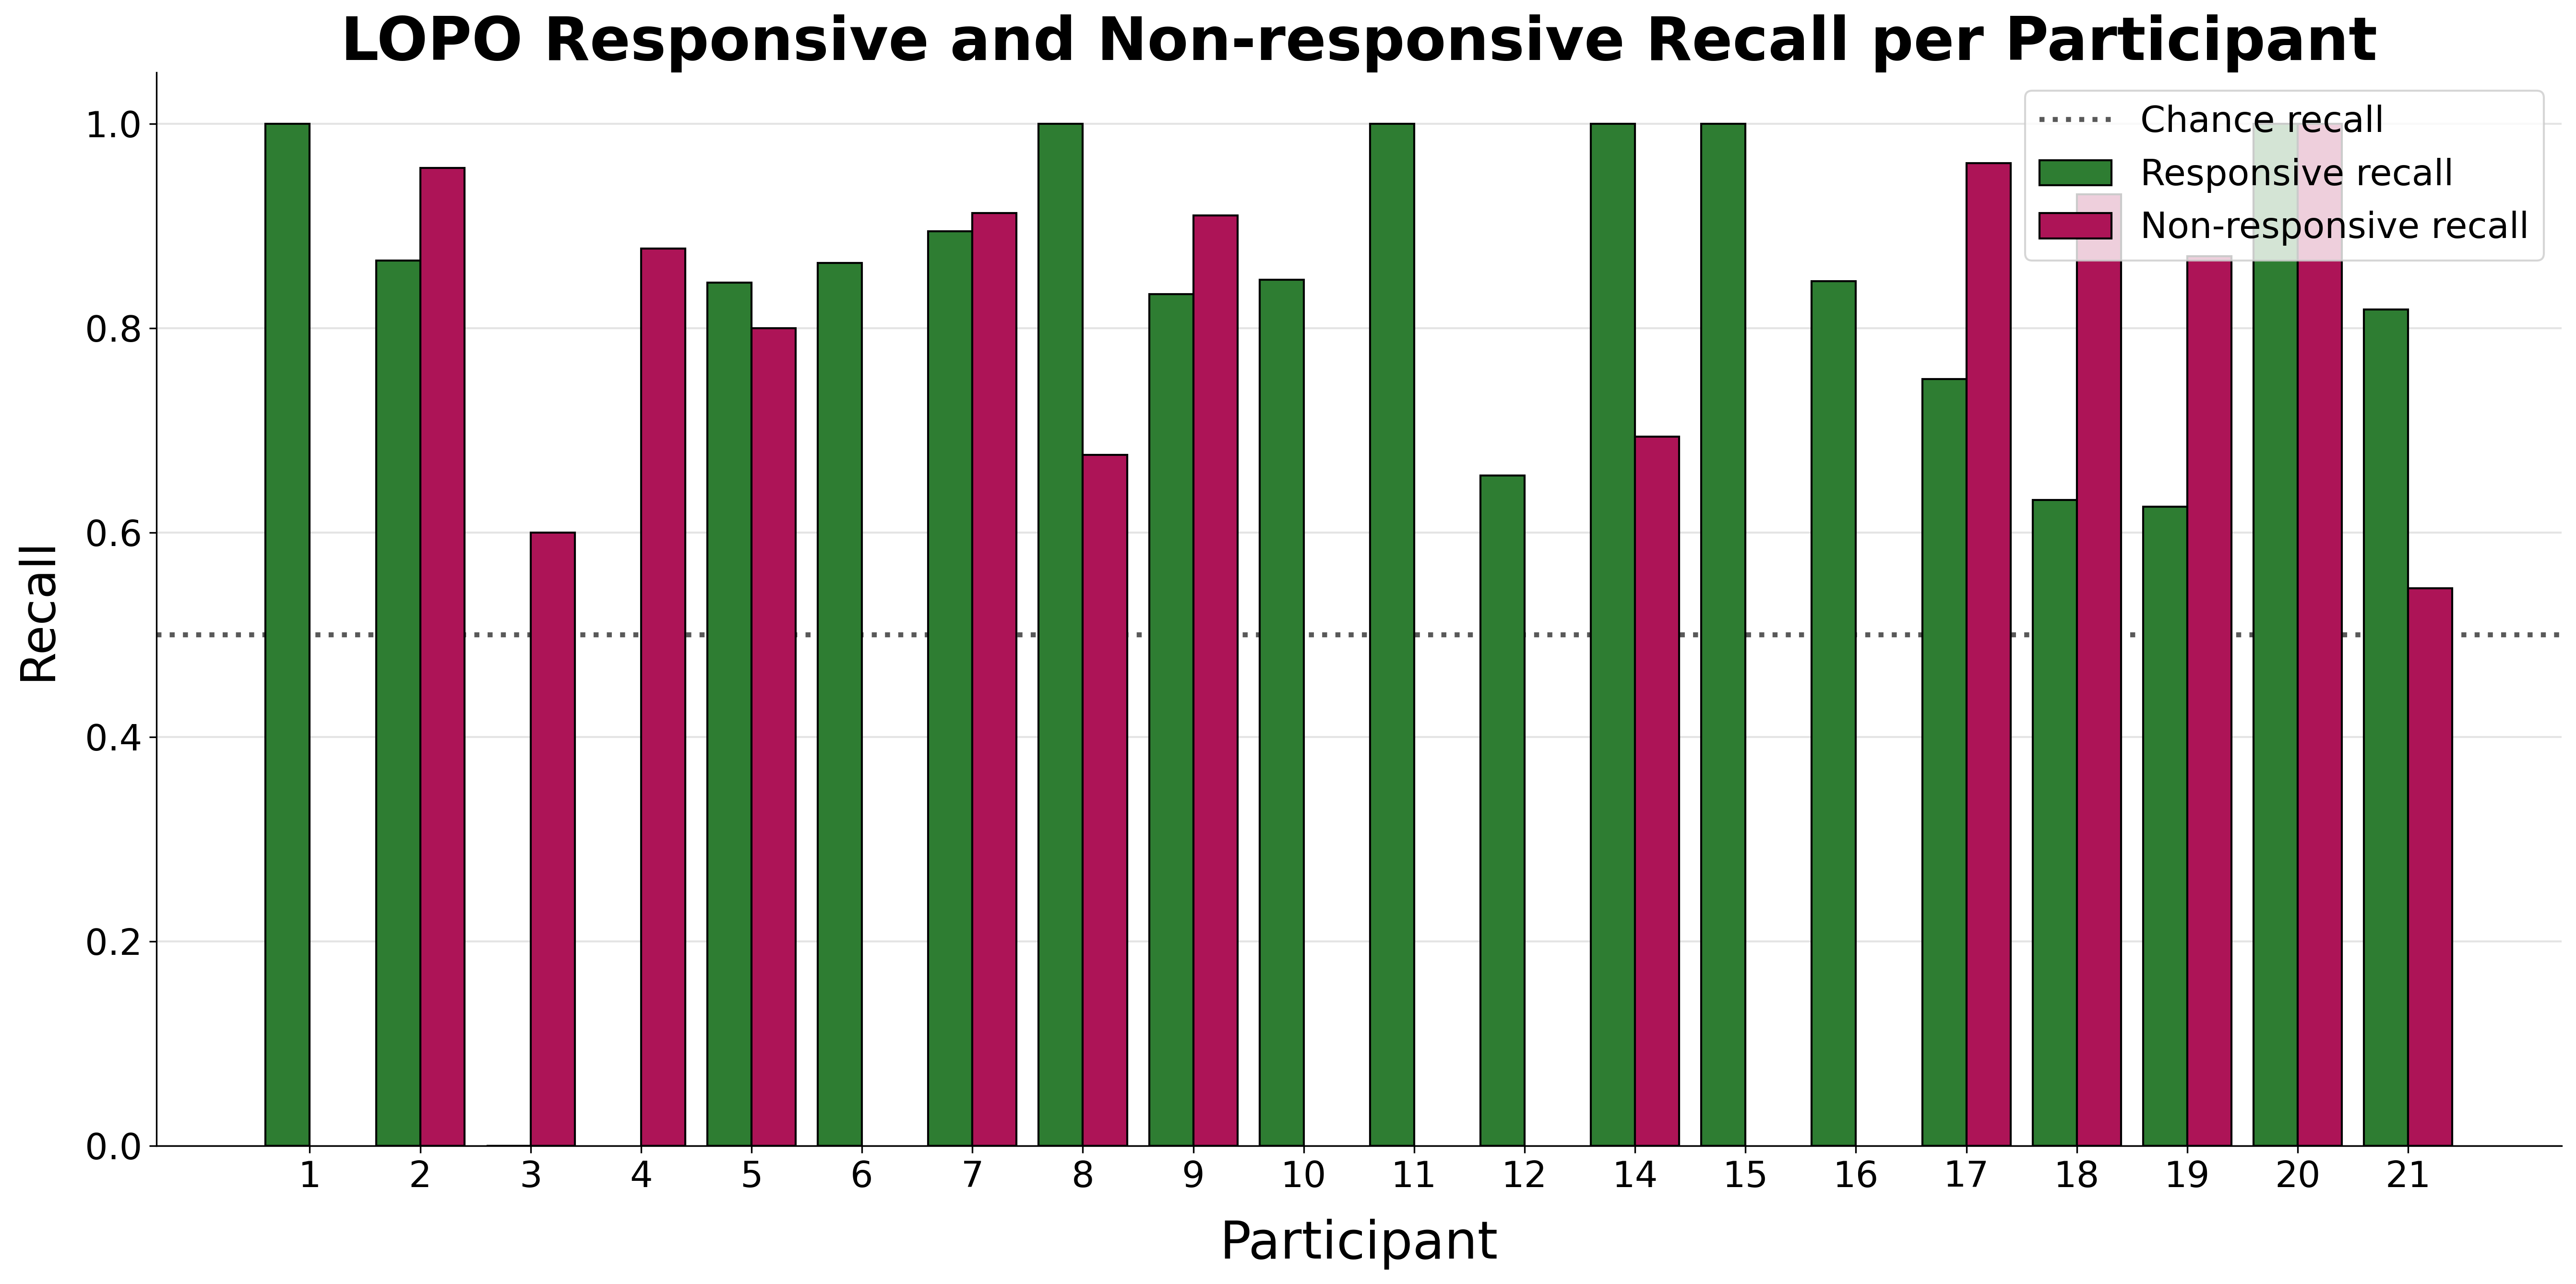 LOPO Responsive and Non-responsive Recall per Participant
Chance recall
Responsive recall
Non-responsive recall
Recall
1.0
0.8
0.6
0.4
0.2
0.0
1 2 3 4 5 6 7 8 9 10 11 12 14 15 16 17 18 19 20 21
Participant